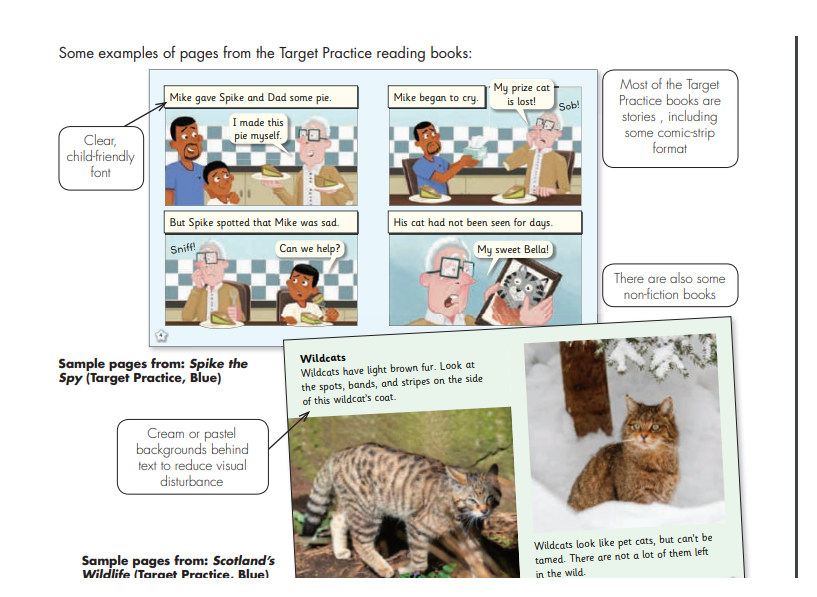 Some examples of pages from the Target Practice reading books:
Mike gave Spike and Dad some pie.
I made this
pie myself.
Mike began to cry.
My prize cat
is lost!
Sob!
Most of the Target
Practice books are
stories , including
some comic-strip
format
Clear,
child-friendly
font
But Spike spotted that Mike was sad.
Sniff!
Can we help?
His cat had not been seen for days.
My sweet Bella!
There are also some
non-fiction books
4
Sample pages from: Spike the
Spy (Target Practice, Blue)
Wildcats
Wildcats have light brown fur. Look at
the spots, bands, and stripes on the side
of this wildcat's coat.
Cream or pastel
backgrounds behind
text to reduce visual
disturbance
Wildcats look like pet cats, but can't be
tamed. There are not a lot of them left
in the wild.
Sample pages from: Scotland's
Wildlife (Target Practice, Blue)